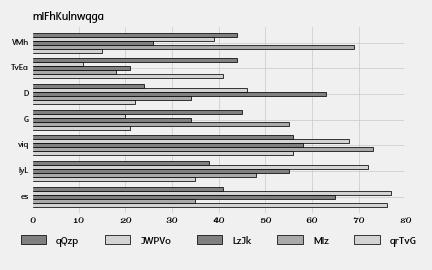 mIFhKulnwqga
VMh
TvEa
D
G
viq
IyL
es
0 10 20 30 40 50 60 70 80
qQzp JWPVo LzJk Mlz qrTvG